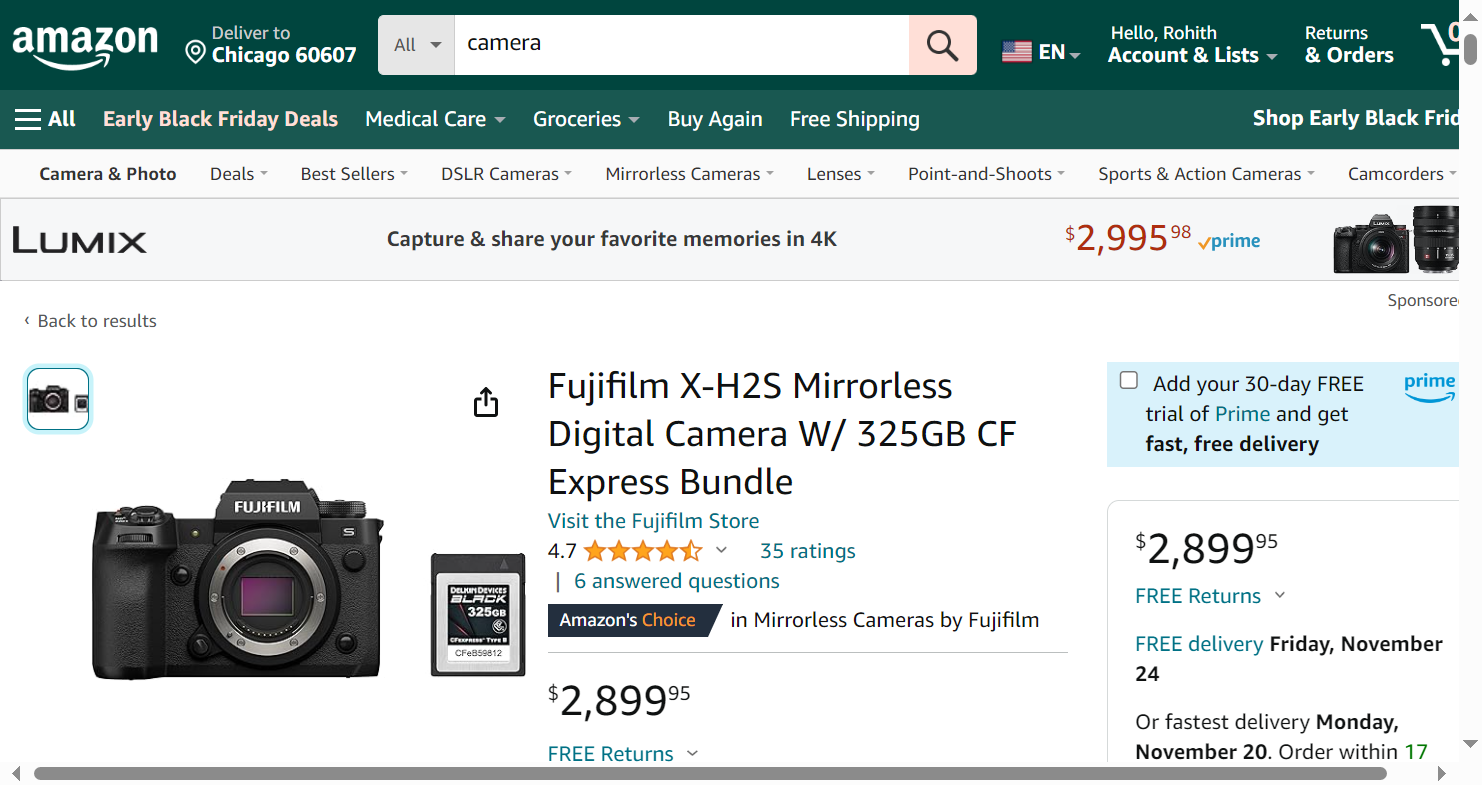 amazon
Deliver to
Chicago 60607
All
camera
EN
Hello, Rohith
Account & Lists
Returns
& Orders
0
All
Early Black Friday Deals
Medical Care
Groceries
Buy Again
Free Shipping
Shop Early Black Frid
Camera & Photo
Deals
Best Sellers
DSLR Cameras
Mirrorless Cameras
Lenses
Point-and-Shoots
Sports & Action Cameras
Camcorders
LUMIX
Capture & share your favorite memories in 4K
$2,995 98
prime
Sponsore
‹ Back to results
Fujifilm X-H2S Mirrorless
Digital Camera W/ 325GB CF
Express Bundle
Visit the Fujifilm Store
4.7
35 ratings
| 6 answered questions
Amazon's Choice in Mirrorless Cameras by Fujifilm
$2,899 95
FREE Returns
FUJIFILM
S
DELKIN DEVICES
BLACK
325GB
CFexpress™ TYPE B
CFeB59812
Add your 30-day FREE
trial of Prime and get
fast, free delivery
prime
$2,899 95
FREE Returns
FREE delivery Friday, November
24
Or fastest delivery Monday,
November 20. Order within 17